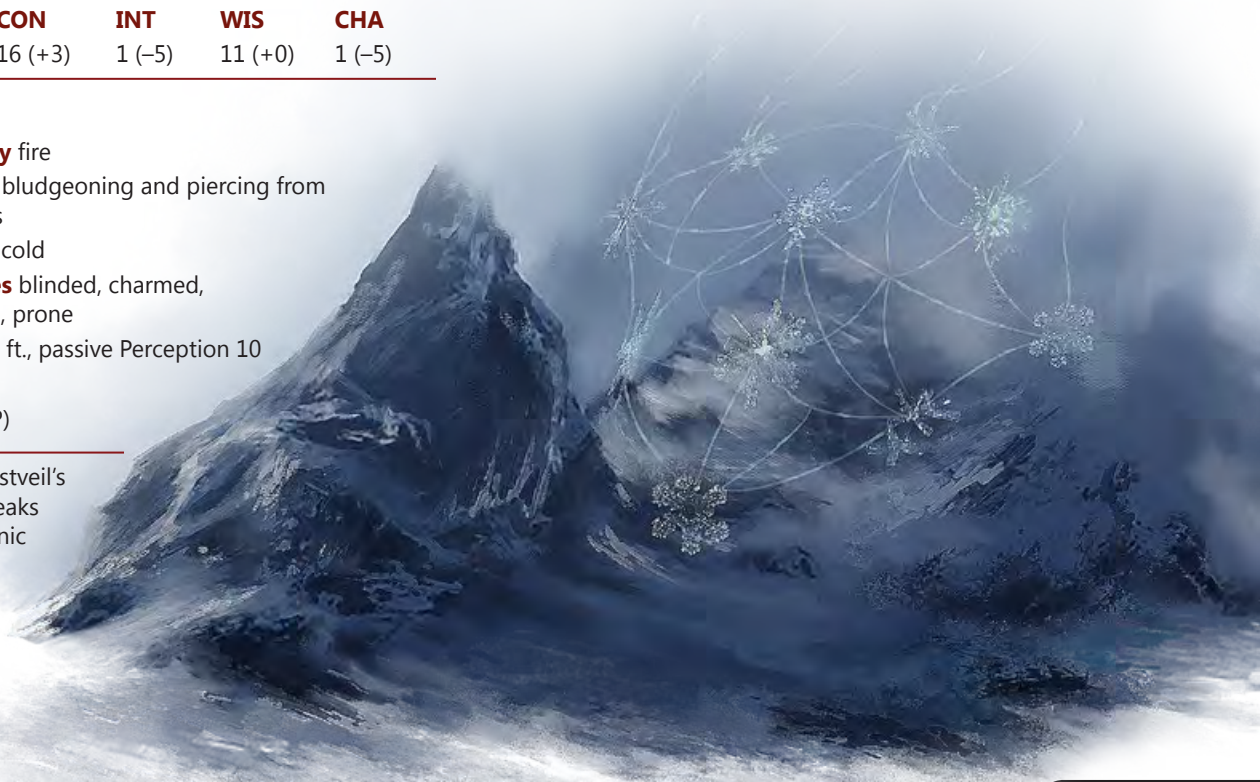 CON INT WIS CHA
16 (+3) 1 (–5) 11 (+0) 1 (–5)
y fire
bludgeoning and piercing from
s
cold
es blinded, charmed,
, prone
ft., passive Perception 10
P)
stveil’s
eaks
nic